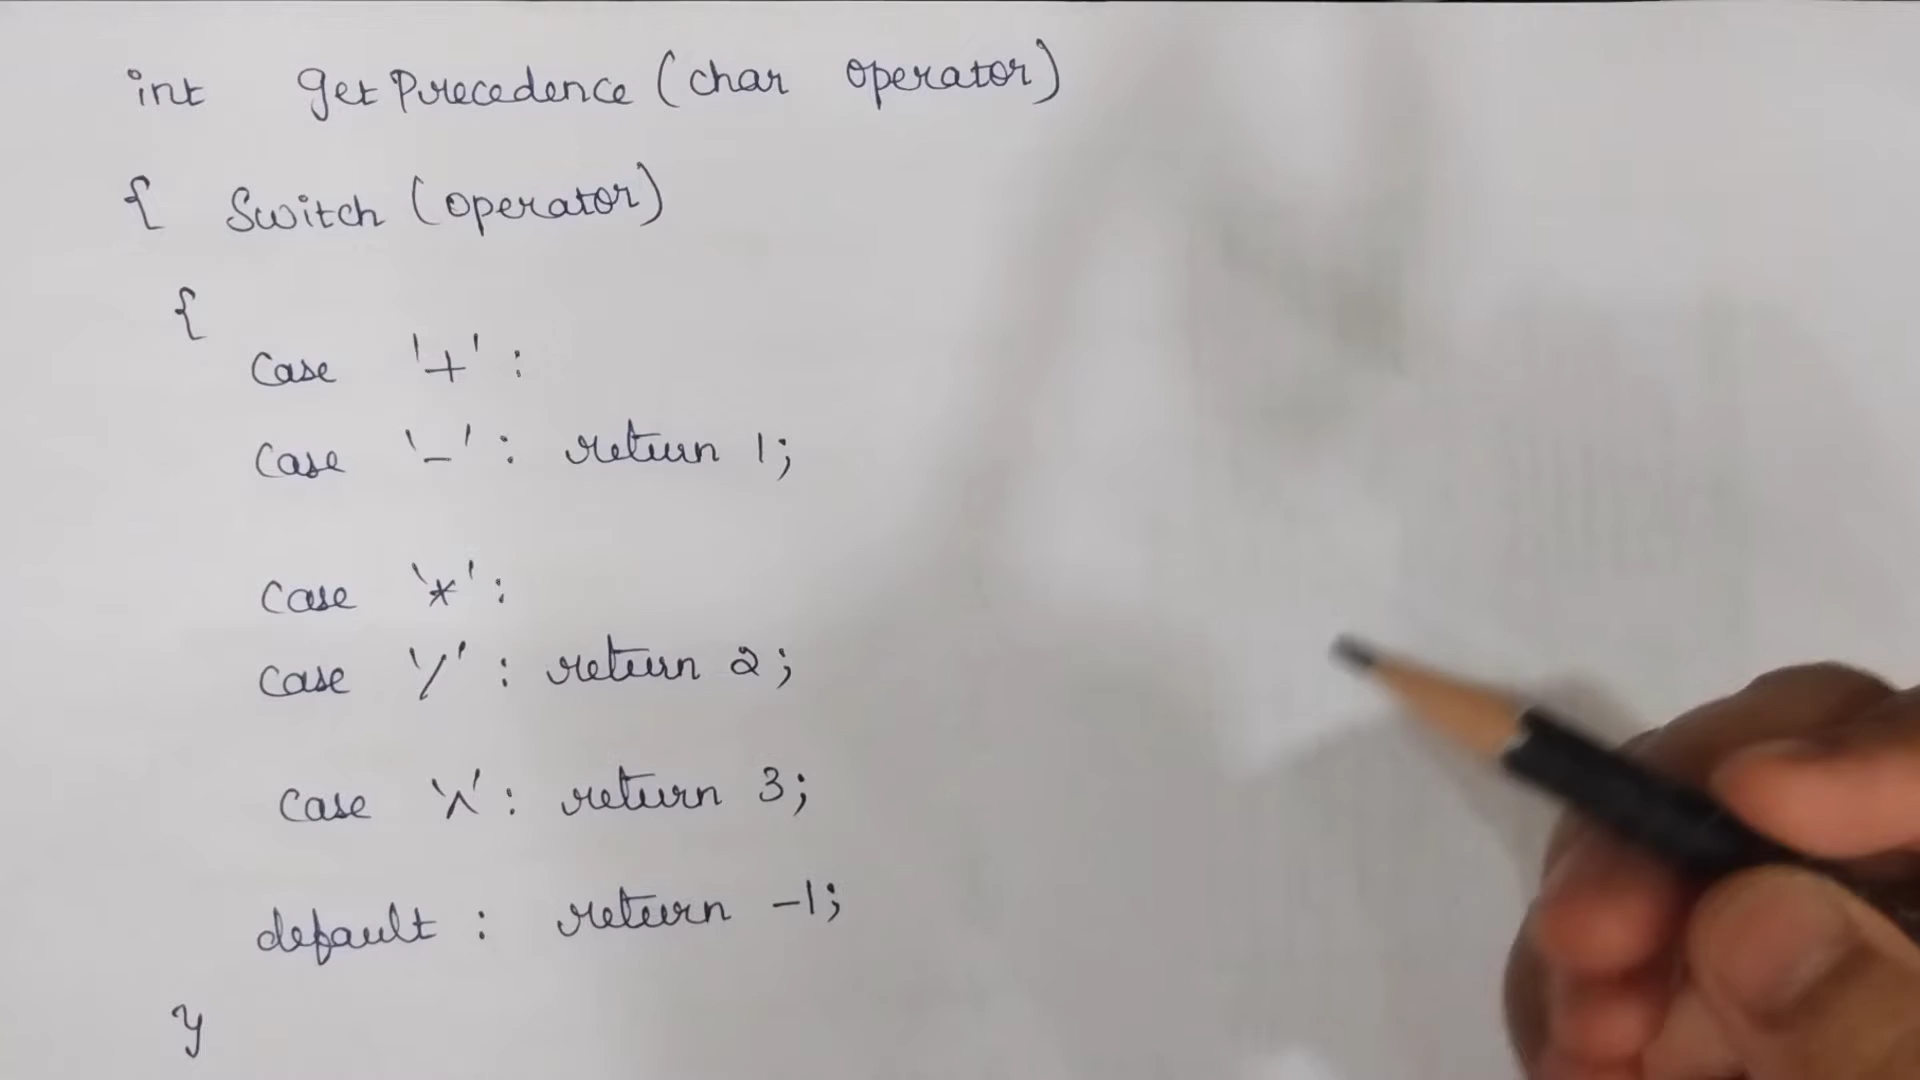 int getPrecedence (char operator)
{ Switch (operator)
{
Case '+' :
Case '-' : return 1;
Case '*' :
Case '/' : return 2;
Case '^' : return 3;
default : return -1;
}